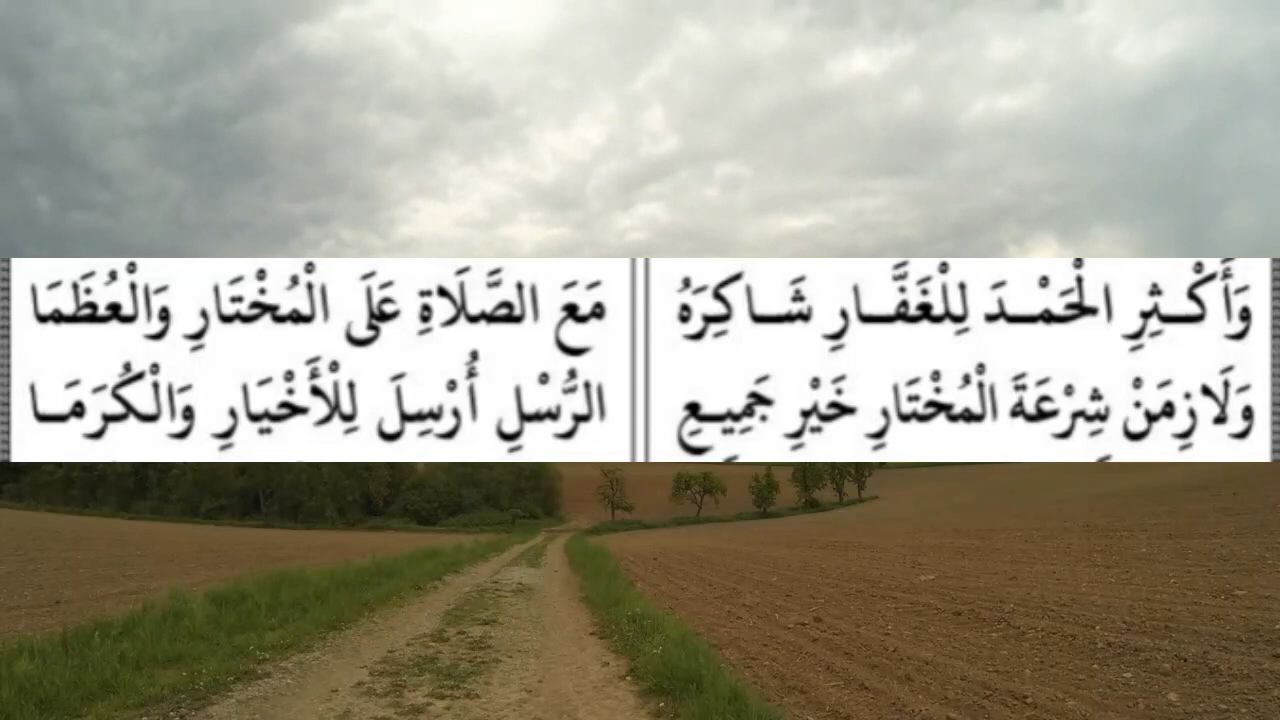 وَأَكْثِرِ الْحَمْدَ لِلْغَفَّارِ شَاكِرَهُ مَعَ الصَّلَاةِ عَلَى الْمُخْتَارِ وَالْعُظَمَا
وَلَازِمَنْ شِرْعَةَ الْمُخْتَارِ خَيْرِ جَمِيعِ الرُّسْلِ أُرْسِلَ لِلْأَخْيَارِ وَالْكُرَمَا